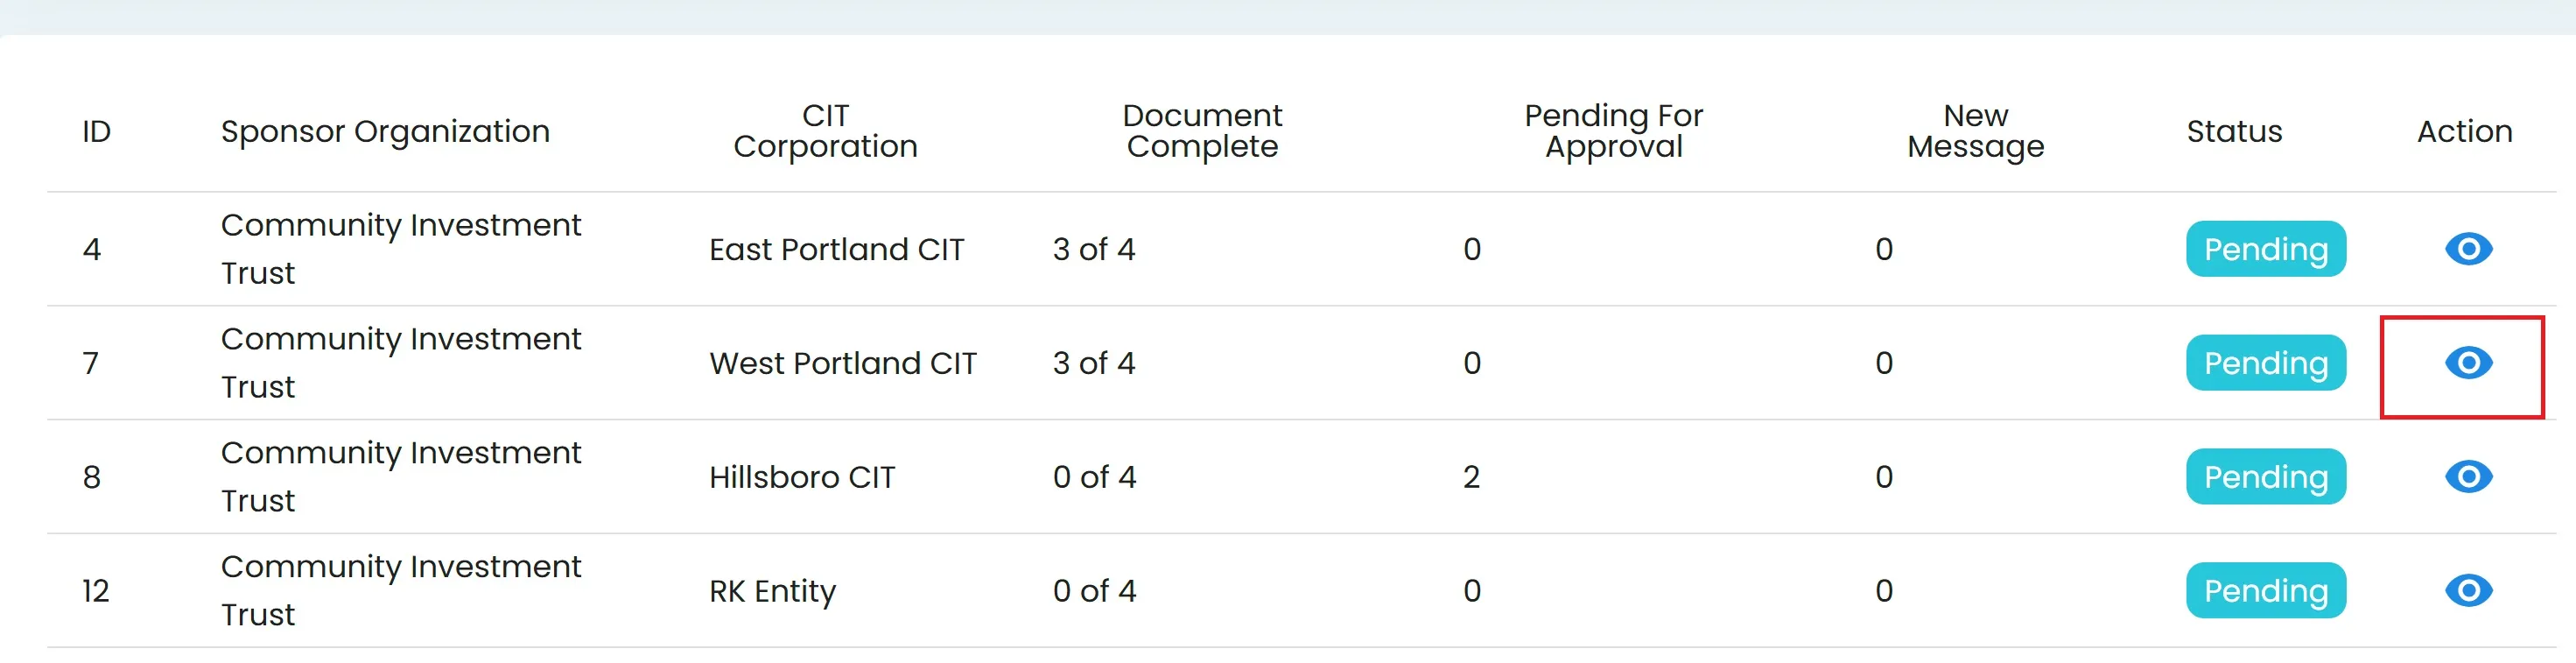 ID Sponsor Organization CIT Corporation Document Complete Pending For Approval New Message Status Action
4 Community Investment Trust East Portland CIT 3 of 4 0 0 Pending
7 Community Investment Trust West Portland CIT 3 of 4 0 0 Pending
8 Community Investment Trust Hillsboro CIT 0 of 4 2 0 Pending
12 Community Investment Trust RK Entity 0 of 4 0 0 Pending